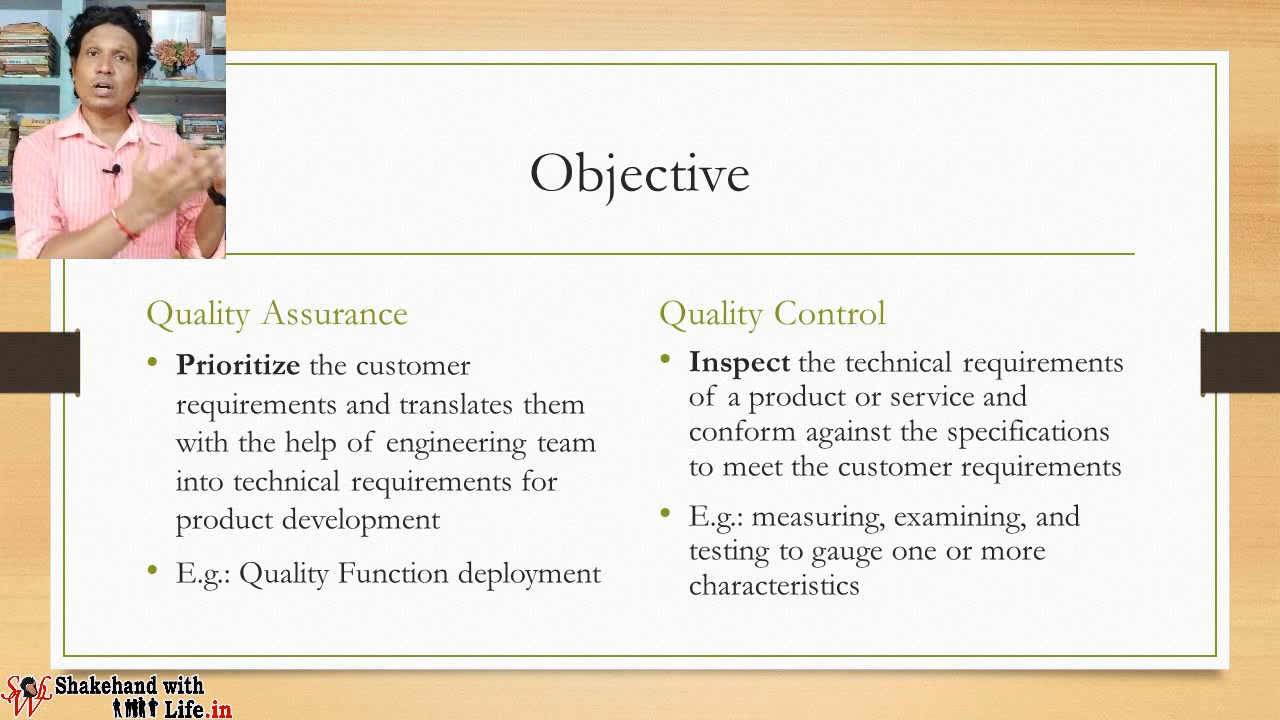 Java 2
Objective
Quality Assurance
• Prioritize the customer
requirements and translates them
with the help of engineering team
into technical requirements for
product development
• E.g.: Quality Function deployment
Quality Control
• Inspect the technical requirements
of a product or service and
conform against the specifications
to meet the customer requirements
• E.g.: measuring, examining, and
testing to gauge one or more
characteristics
Shakehand with
Life.in